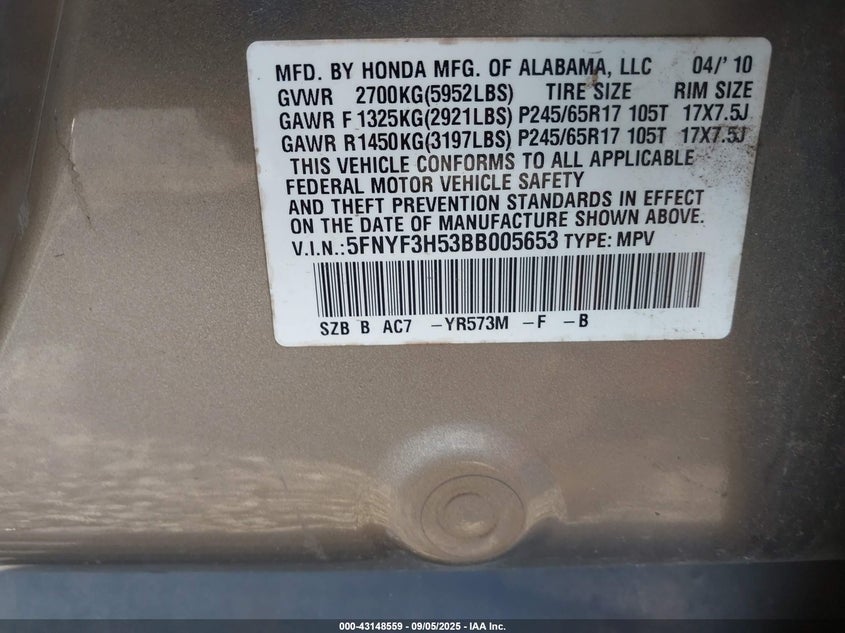 MFD. BY HONDA MFG. OF ALABAMA, LLC 04/'10
GVWR 2700KG(5952LBS) TIRE SIZE RIM SIZE
GAWR F 1325KG(2921LBS) P245/65R17 105T 17X7.5J
GAWR R1450KG(3197LBS) P245/65R17 105T 17X7.5J
THIS VEHICLE CONFORMS TO ALL APPLICABLE
FEDERAL MOTOR VEHICLE SAFETY
AND THEFT PREVENTION STANDARDS IN EFFECT
ON THE DATE OF MANUFACTURE SHOWN ABOVE.
V.I.N.:5FNYF3H53BB005653 TYPE: MPV
SZB B AC7 -YR573M -F -B
000-43148559 - 09/05/2025 - IAA Inc.